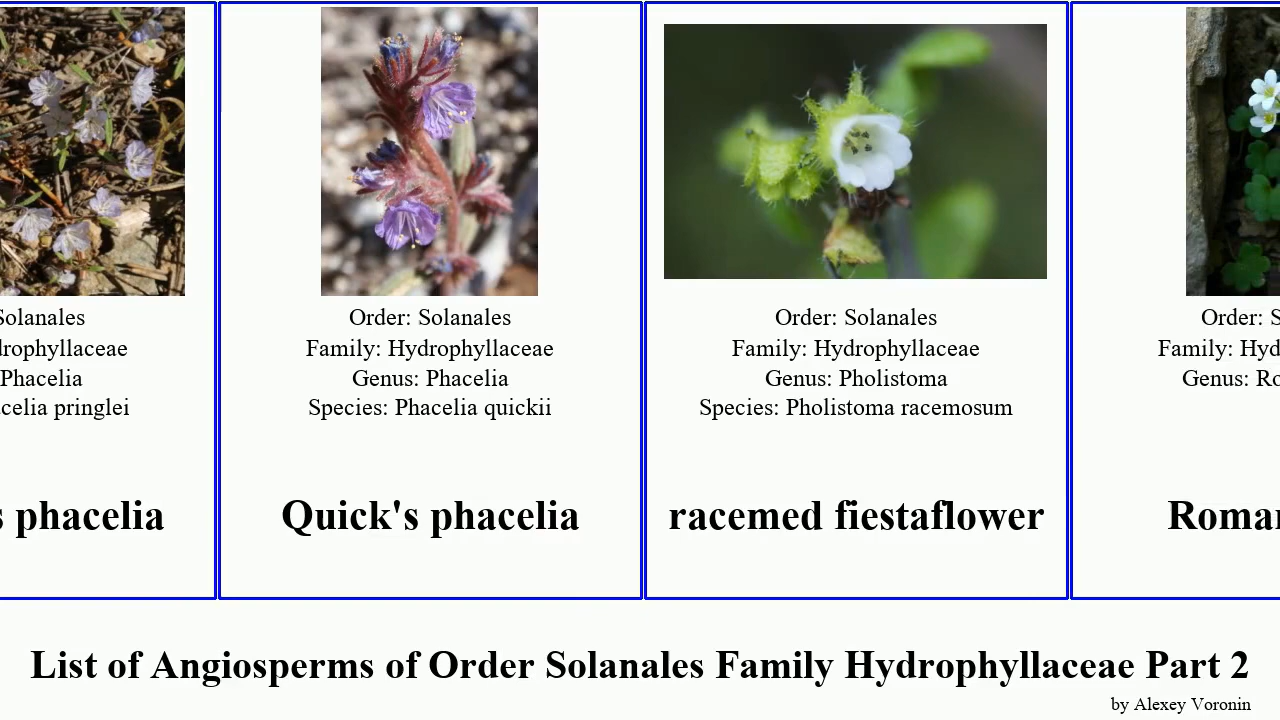 Solanales
drophyllaceae
Phacelia
celia pringlei
s phacelia
Order: Solanales
Family: Hydrophyllaceae
Genus: Phacelia
Species: Phacelia quickii
Quick's phacelia
Order: Solanales
Family: Hydrophyllaceae
Genus: Pholistoma
Species: Pholistoma racemosum
racemed fiestaflower
Order: S
Family: Hyd
Genus: Ro
Roman
List of Angiosperms of Order Solanales Family Hydrophyllaceae Part 2
by Alexey Voronin